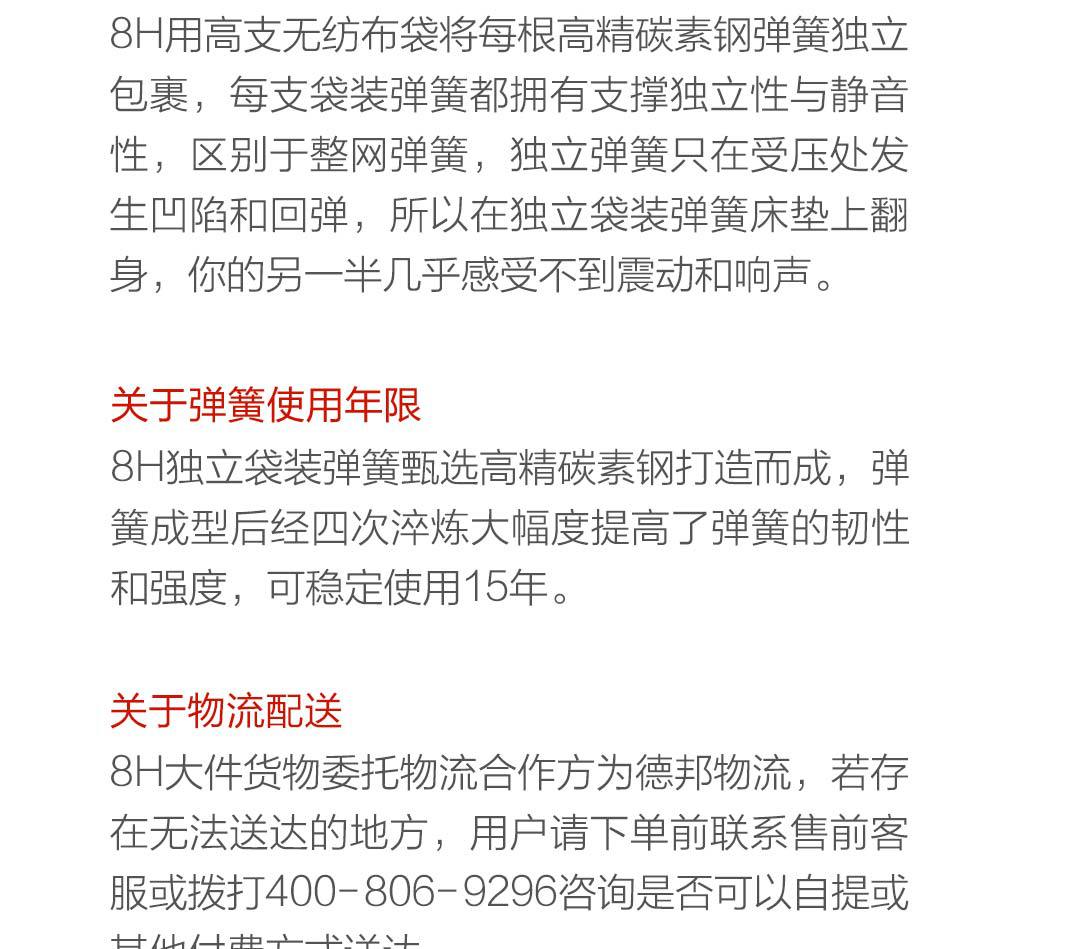 8H用高支无纺布袋将每根高精碳素钢弹簧独立
包裹，每支袋装弹簧都拥有支撑独立性与静音
性，区别于整网弹簧，独立弹簧只在受压处发
生凹陷和回弹，所以在独立袋装弹簧床垫上翻
身，你的另一半几乎感受不到震动和响声。
关于弹簧使用年限
8H独立袋装弹簧甄选高精碳素钢打造而成，弹
簧成型后经四次淬炼大幅度提高了弹簧的韧性
和强度，可稳定使用15年。
关于物流配送
8H大件货物委托物流合作方为德邦物流，若存
在无法送达的地方，用户请下单前联系售前客
服或拨打400-806-9296咨询是否可以自提或
其他付费方式送达